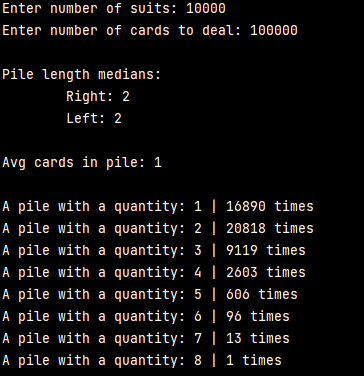 Enter number of suits: 10000
Enter number of cards to deal: 100000
Pile length medians:
Right: 2
Left: 2
Avg cards in pile: 1
A pile with a quantity: 1 | 16890 times
A pile with a quantity: 2 | 20818 times
A pile with a quantity: 3 | 9119 times
A pile with a quantity: 4 | 2603 times
A pile with a quantity: 5 | 606 times
A pile with a quantity: 6 | 96 times
A pile with a quantity: 7 | 13 times
A pile with a quantity: 8 | 1 times